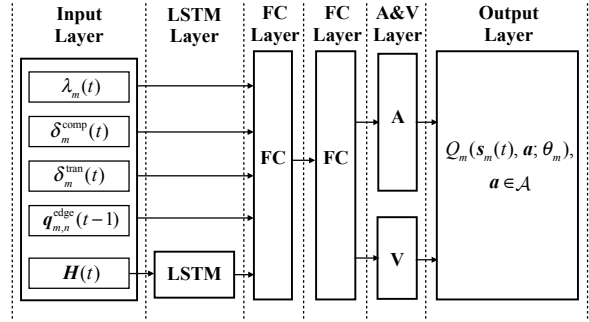 Input Layer
LSTM Layer
FC Layer
FC Layer
A&V Layer
Output Layer
λ_m(t)
δ_m^comp(t)
δ_m^tran(t)
q_{m,n}^edge(t−1)
H(t)
LSTM
FC
FC
A
V
Q_m(s_m(t), a; θ_m),
a ∈ 𝒜